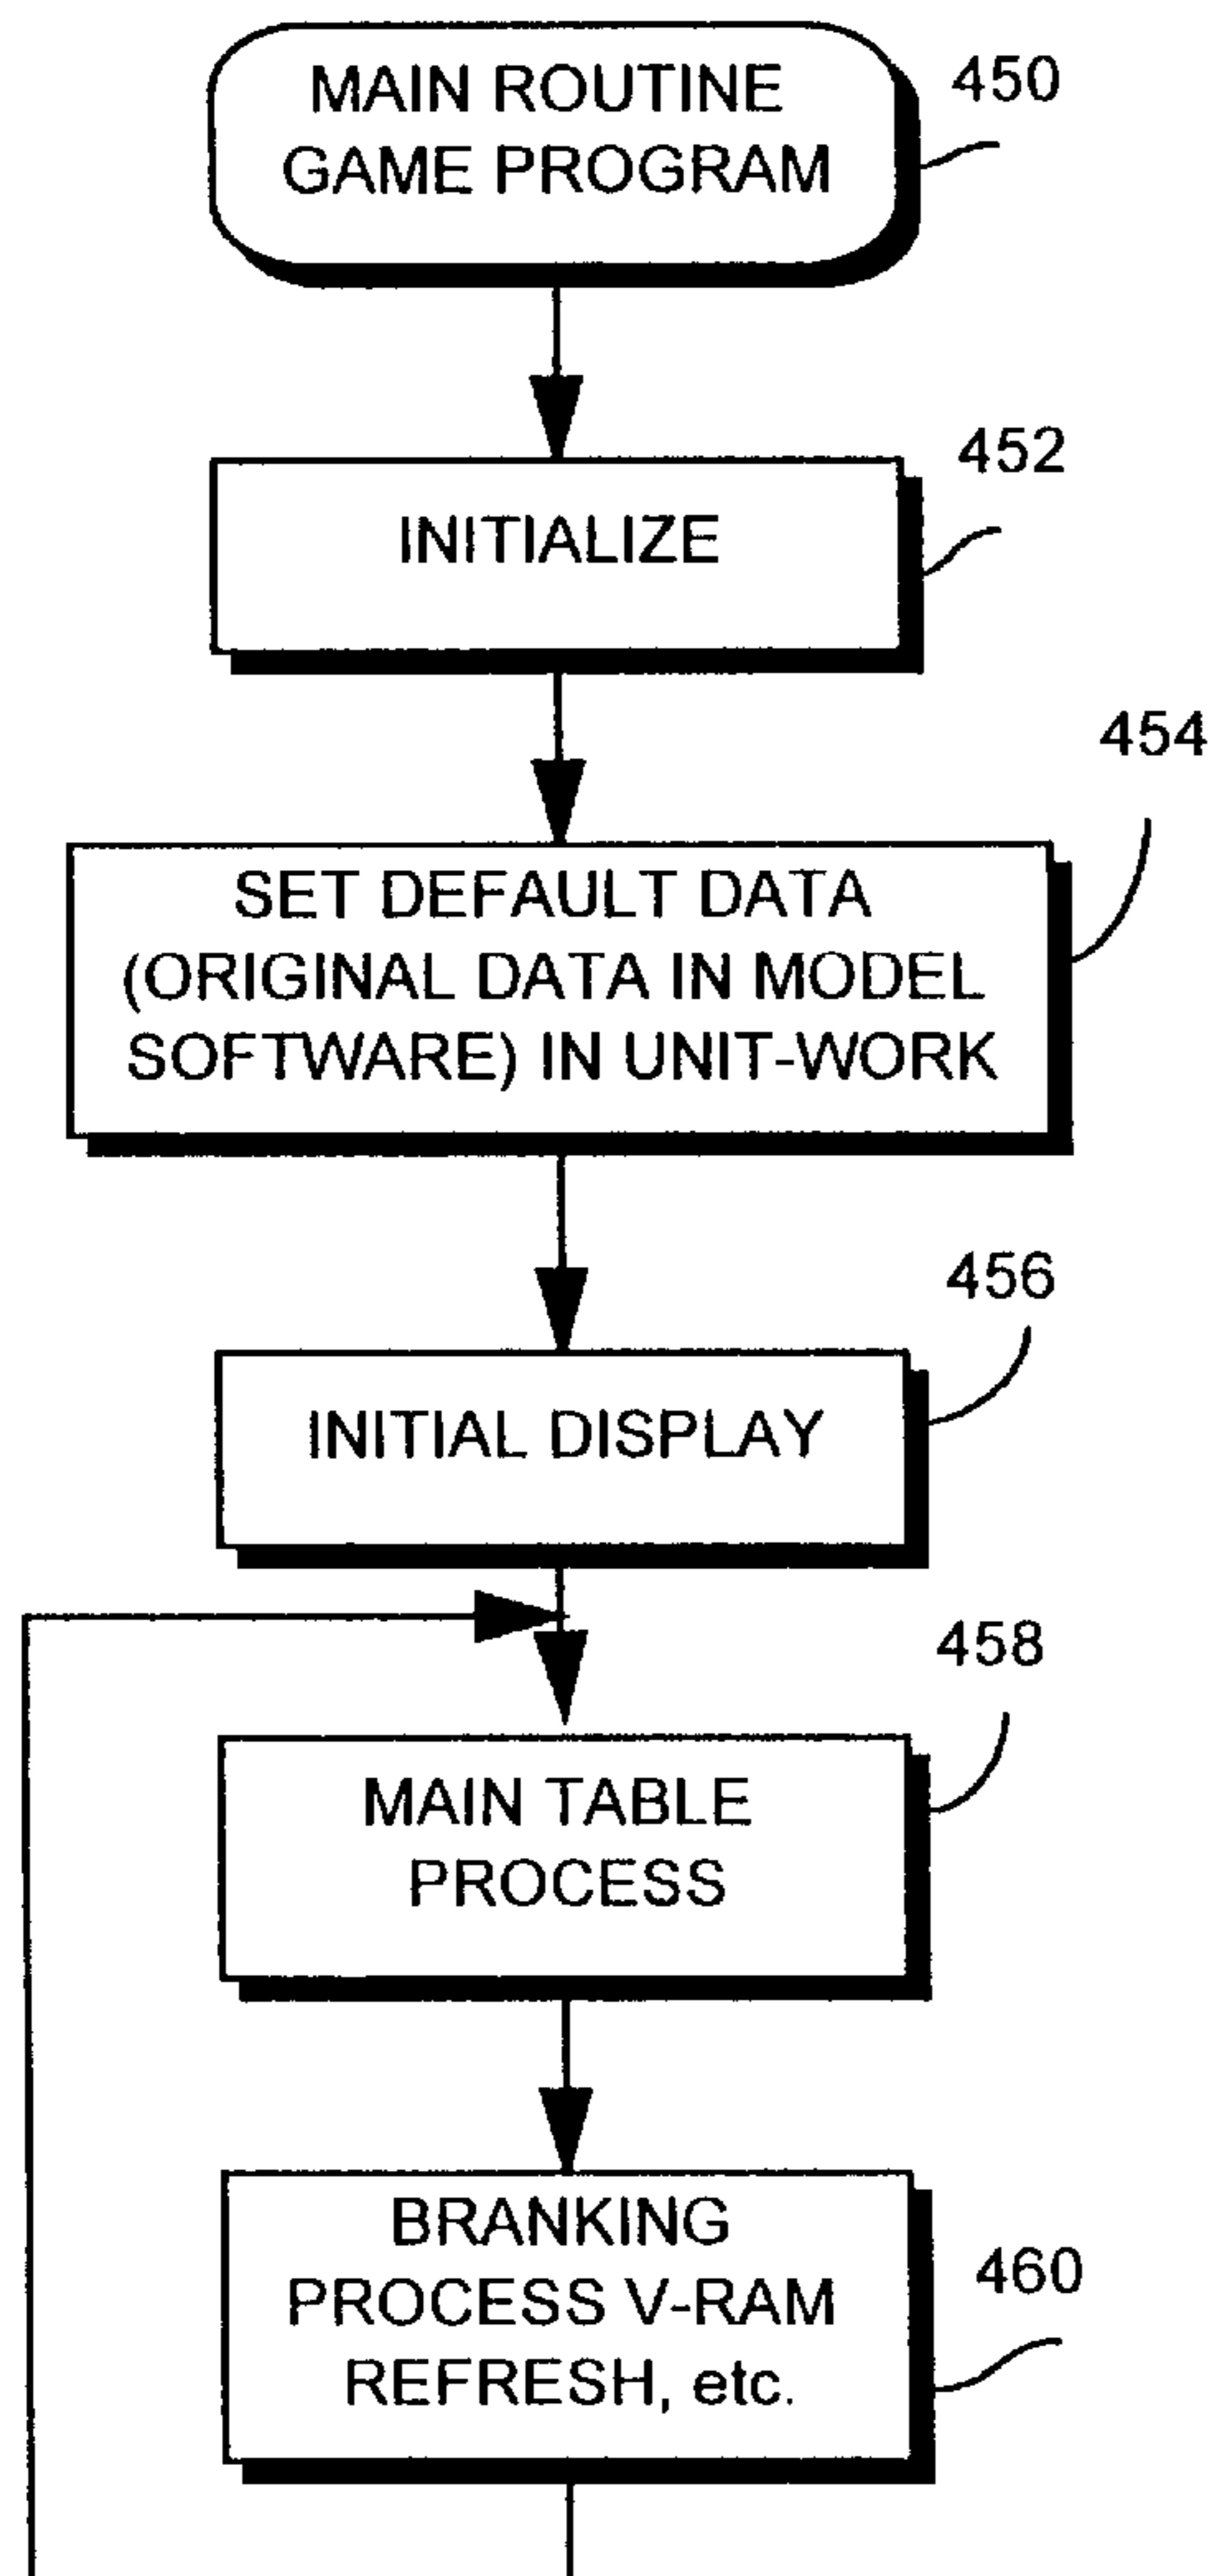 MAIN ROUTINE
GAME PROGRAM
450
INITIALIZE
452
SET DEFAULT DATA
(ORIGINAL DATA IN MODEL
SOFTWARE) IN UNIT-WORK
454
INITIAL DISPLAY
456
MAIN TABLE
PROCESS
458
BRANKING
PROCESS V-RAM
REFRESH, etc.
460